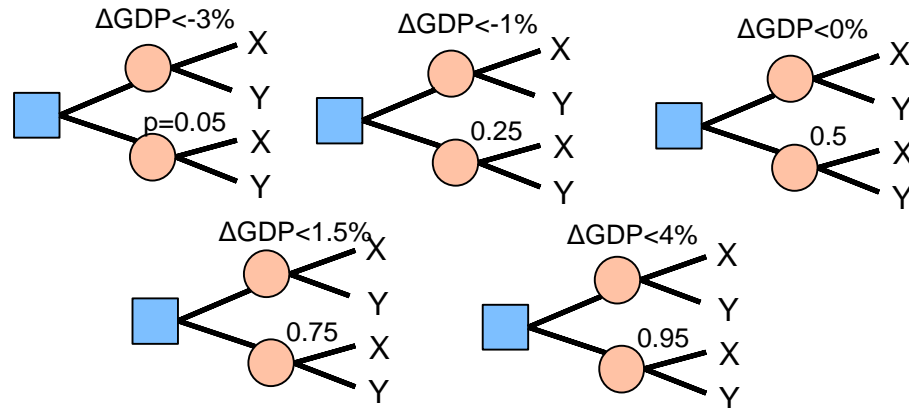 ΔGDP<-3%
X
Y
p=0.05
X
Y
ΔGDP<-1%
X
Y
0.25
X
Y
ΔGDP<0%
X
Y
0.5
X
Y
ΔGDP<1.5%
X
Y
0.75
X
Y
ΔGDP<4%
X
Y
0.95
X
Y